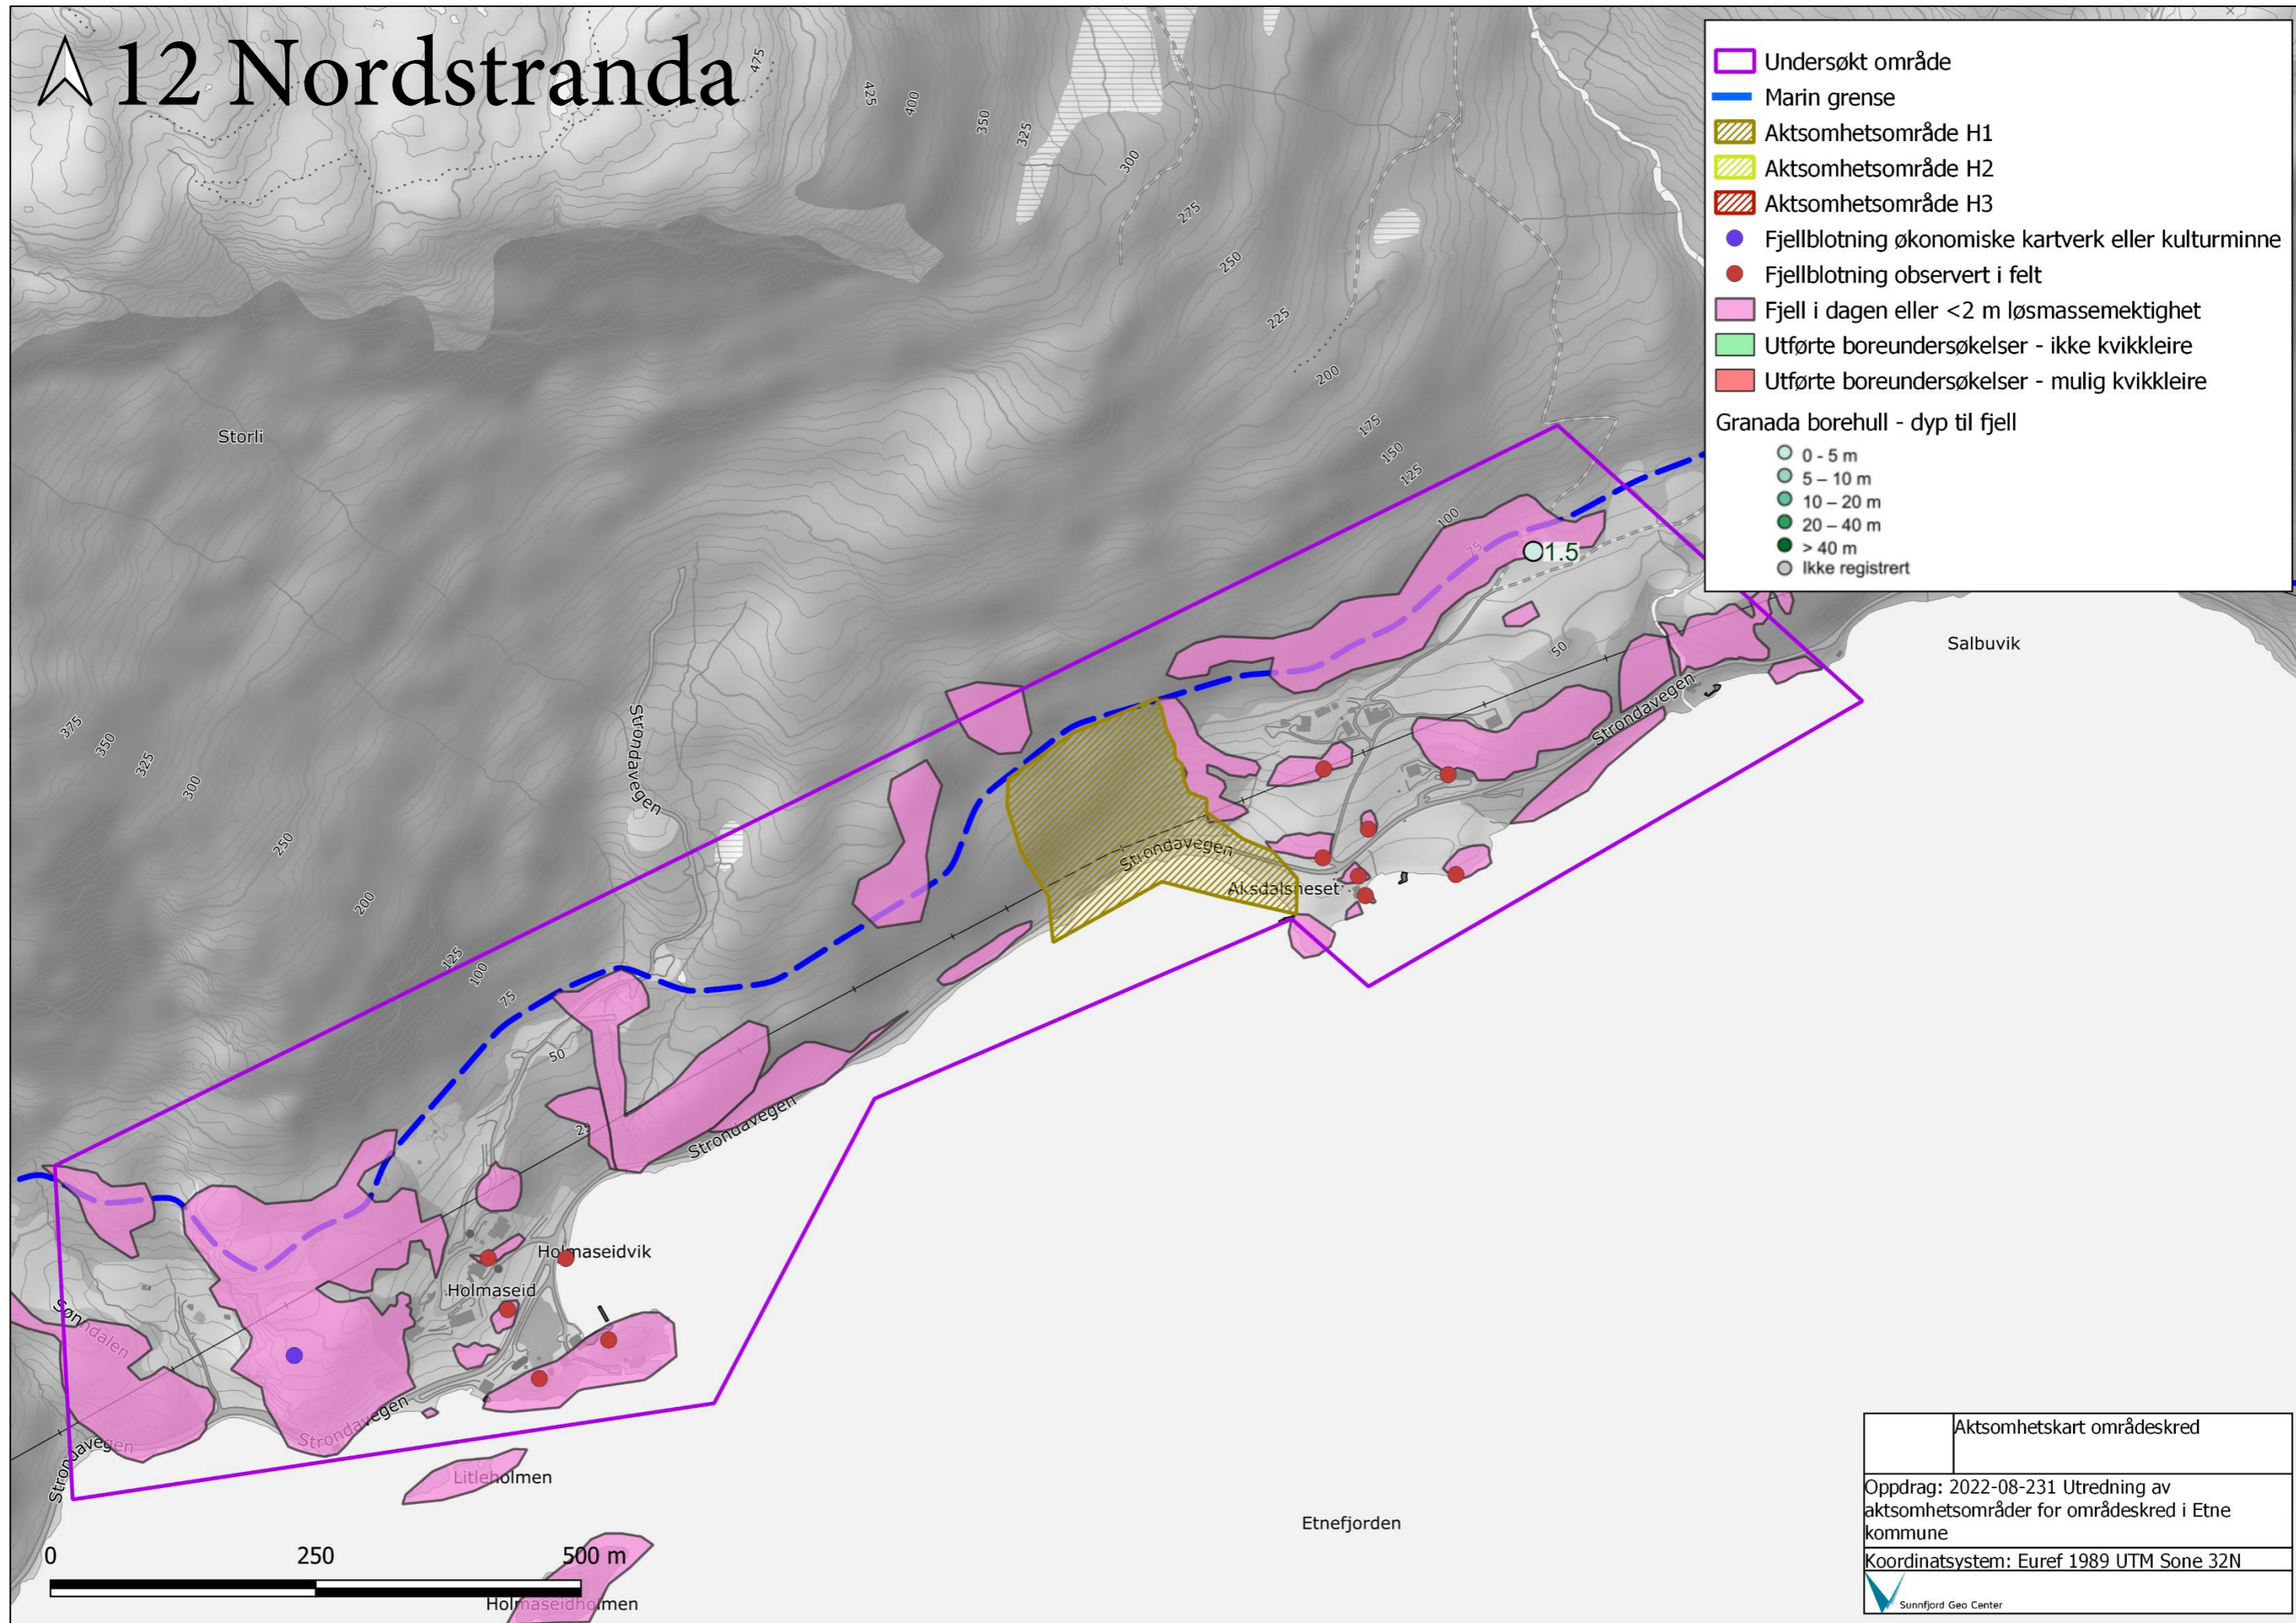 12 Nordstranda
Undersøkt område
Marin grense
Aktsomhetsområde H1
Aktsomhetsområde H2
Aktsomhetsområde H3
Fjellblotning økonomiske kartverk eller kulturminne
Fjellblotning observert i felt
Fjell i dagen eller <2 m løsmassemektighet
Utførte boreundersøkelser - ikke kvikkleire
Utførte boreundersøkelser - mulig kvikkleire
Granada borehull - dyp til fjell
0 - 5 m
5 – 10 m
10 – 20 m
20 – 40 m
> 40 m
Ikke registrert
475
425
400
350
325
300
275
250
225
200
175
150
125
100
75
1.5
50
Storli
Salbuvik
Strondavegen
Strondavegen
Strondavegen
Aksdalsneset
375
350
325
300
250
200
125
100
75
50
25
Strondavegen
Holmaseidvik
Holmaseid
Sønndalen
Strondavegen
Strondavegen
Litleholmen
Etnefjorden
0
250
500 m
Holmaseidholmen
Aktsomhetskart områdeskred
Oppdrag: 2022-08-231 Utredning av
aktsomhetsområder for områdeskred i Etne
kommune
Koordinatsystem: Euref 1989 UTM Sone 32N
Sunnfjord Geo Center